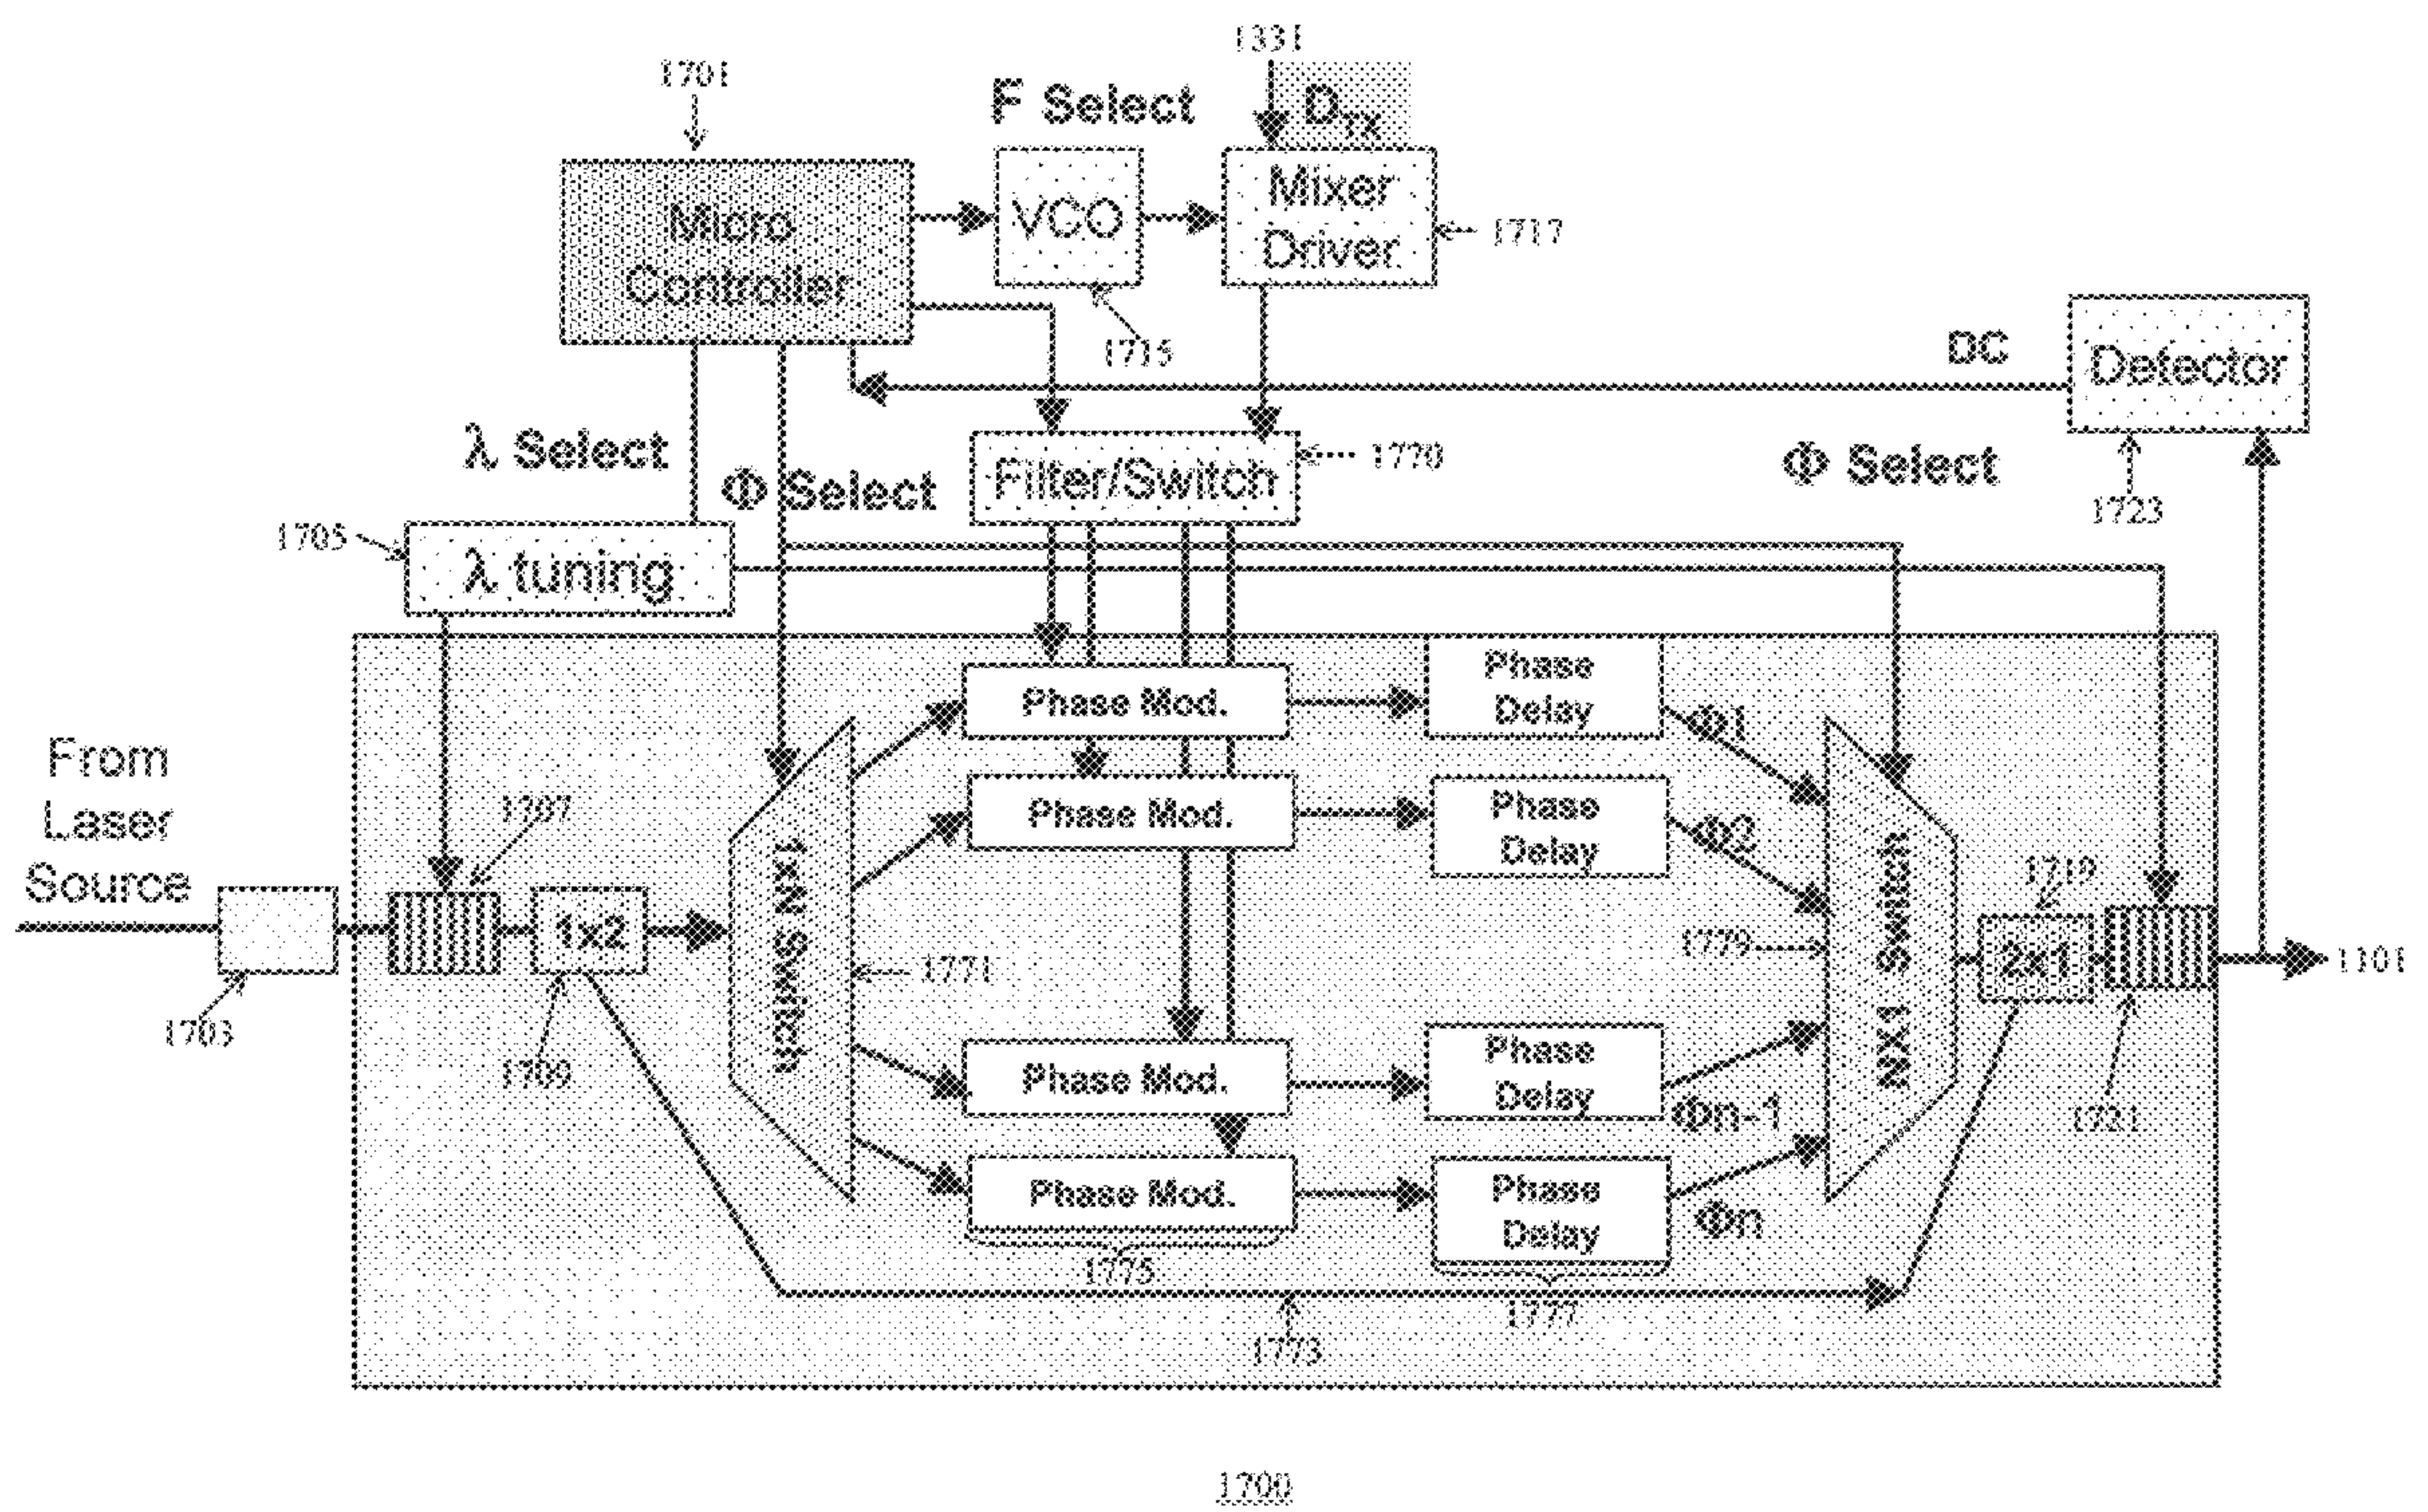 1331
1701
F Select
D_TX
Micro
Controller
VCO
Mixer
Driver
1717
1715
DC
Detector
λ Select
Φ Select
Filter/Switch
1770
Φ Select
1723
1705
λ tuning
From
Laser
Source
1707
Phase Mod.
Phase
Delay
Φ1
Phase Mod.
Phase
Delay
Φ2
1703
1x2
1709
1xN Switch
1771
1779
NX1 Switch
1719
2x1
1101
1721
Phase Mod.
Phase
Delay
Φn-1
Phase Mod.
Phase
Delay
Φn
1775
1777
1773
1700